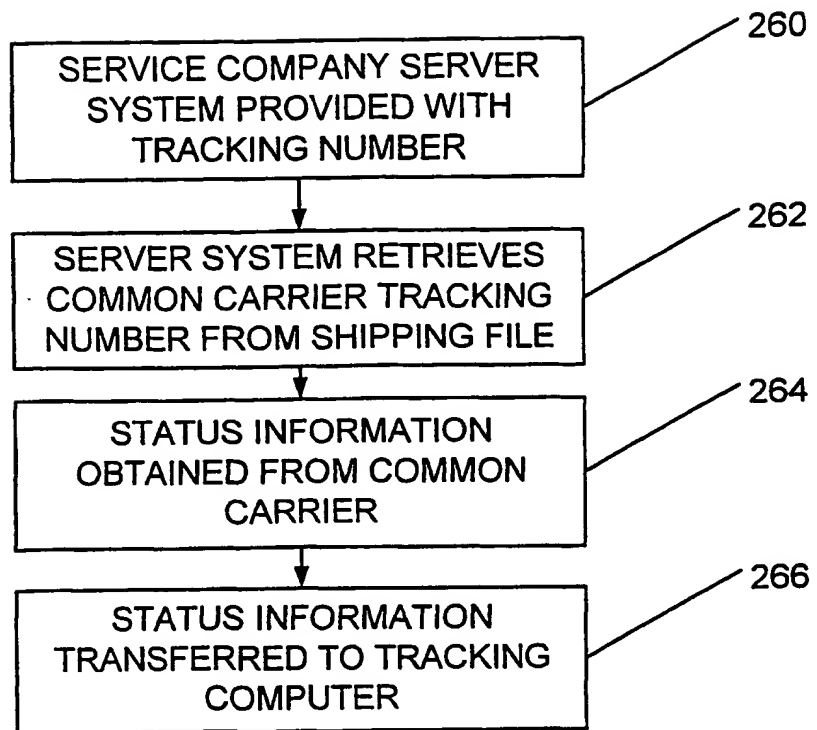 260
SERVICE COMPANY SERVER
SYSTEM PROVIDED WITH
TRACKING NUMBER
262
SERVER SYSTEM RETRIEVES
COMMON CARRIER TRACKING
NUMBER FROM SHIPPING FILE
264
STATUS INFORMATION
OBTAINED FROM COMMON
CARRIER
266
STATUS INFORMATION
TRANSFERRED TO TRACKING
COMPUTER